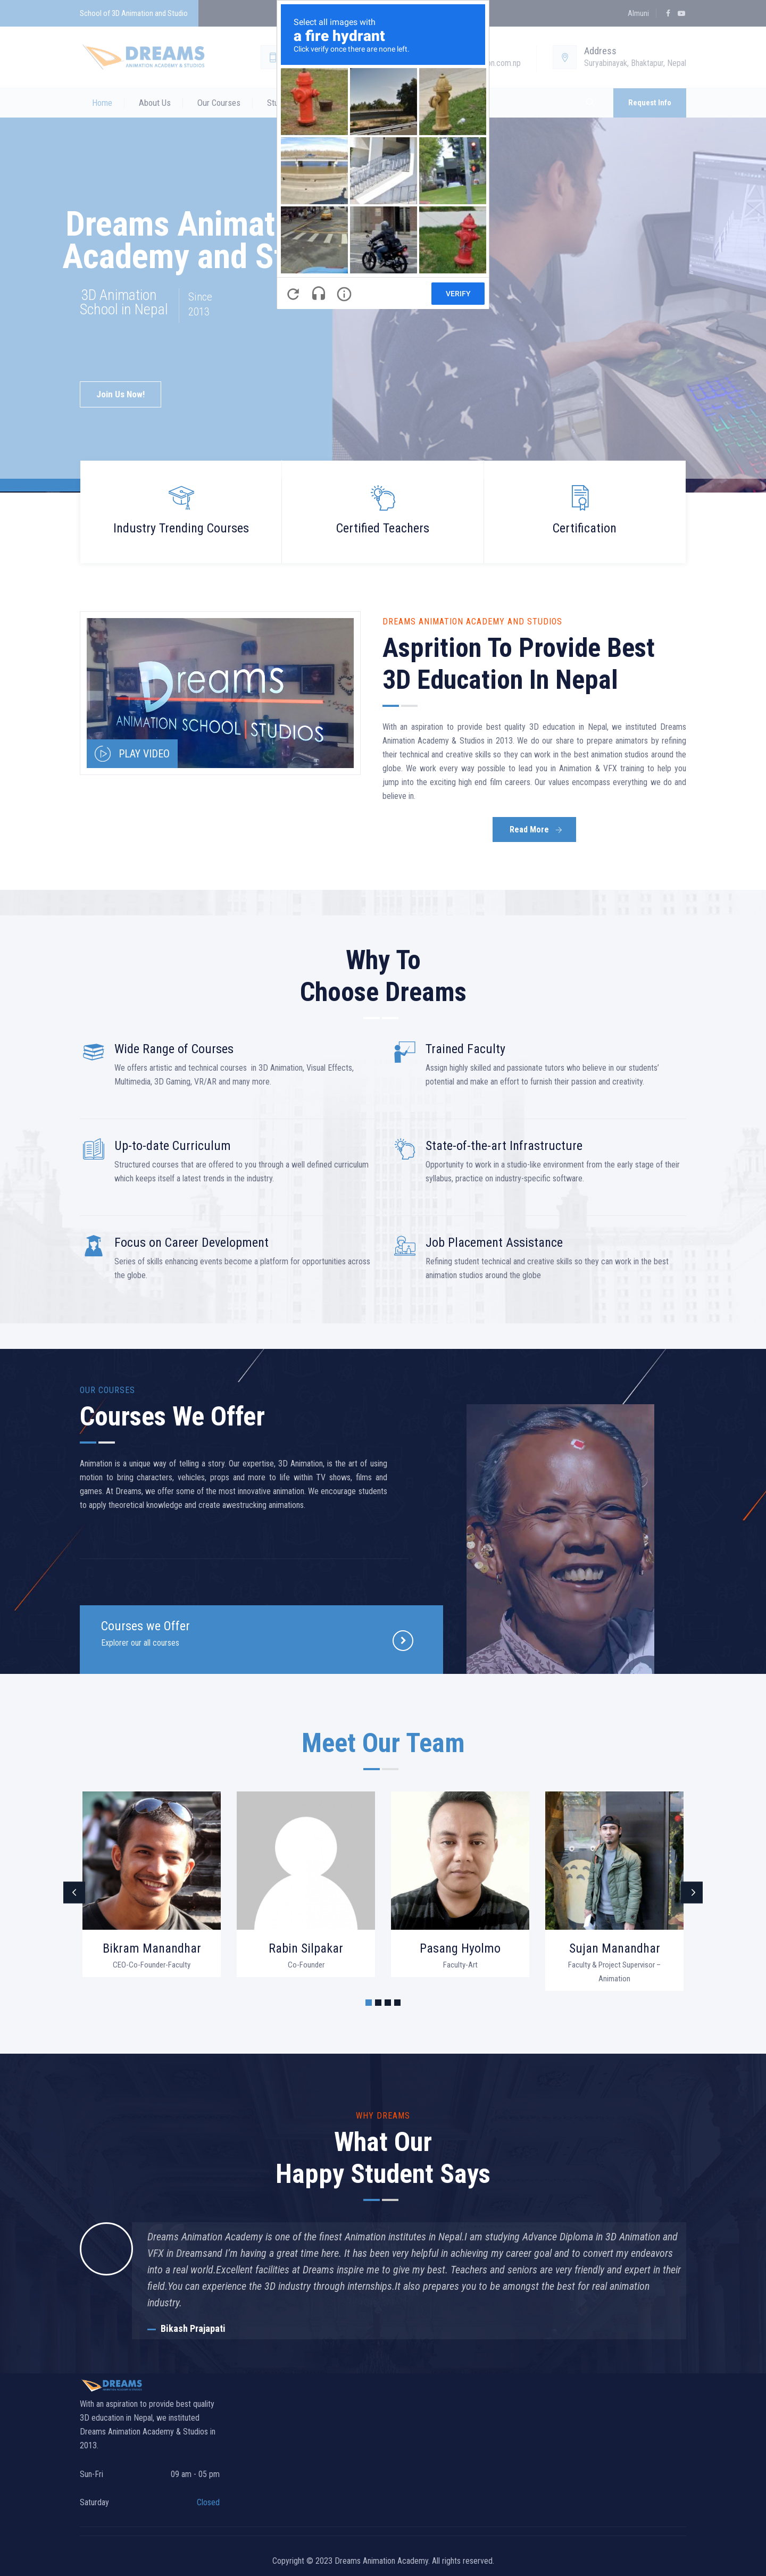 School of 3D Animation and Studio
Almuni
Select all images with
a fire hydrant
Click verify once there are none left.
DREAMS
ANIMATION ACADEMY & STUDIOS
n.com.np
Address
Suryabinayak, Bhaktapur, Nepal
Home
About Us
Our Courses
Stu
Request Info
Dreams Animat
Academy and St
3D Animation
School in Nepal
Since
2013
VERIFY
Join Us Now!
Industry Trending Courses
Certified Teachers
Certification
Dreams
ANIMATION SCHOOL | STUDIOS
PLAY VIDEO
DREAMS ANIMATION ACADEMY AND STUDIOS
Asprition To Provide Best
3D Education In Nepal
With an aspiration to provide best quality 3D education in Nepal, we instituted Dreams
Animation Academy & Studios in 2013. We do our share to prepare animators by refining
their technical and creative skills so they can work in the best animation studios around the
globe. We work every way possible to lead you in Animation & VFX training to help you
jump into the exciting high end film careers. Our values encompass everything we do and
believe in.
Read More
Why To
Choose Dreams
Wide Range of Courses
We offers artistic and technical courses in 3D Animation, Visual Effects,
Multimedia, 3D Gaming, VR/AR and many more.
Trained Faculty
Assign highly skilled and passionate tutors who believe in our students'
potential and make an effort to furnish their passion and creativity.
Up-to-date Curriculum
Structured courses that are offered to you through a well defined curriculum
which keeps itself a latest trends in the industry.
State-of-the-art Infrastructure
Opportunity to work in a studio-like environment from the early stage of their
syllabus, practice on industry-specific software.
Focus on Career Development
Series of skills enhancing events become a platform for opportunities across
the globe.
Job Placement Assistance
Refining student technical and creative skills so they can work in the best
animation studios around the globe
OUR COURSES
Courses We Offer
Animation is a unique way of telling a story. Our expertise, 3D Animation, is the art of using
motion to bring characters, vehicles, props and more to life within TV shows, films and
games. At Dreams, we offer some of the most innovative animation. We encourage students
to apply theoretical knowledge and create awestrucking animations.
Courses we Offer
Explorer our all courses
Meet Our Team
Bikram Manandhar
CEO-Co-Founder-Faculty
Rabin Silpakar
Co-Founder
Pasang Hyolmo
Faculty-Art
Sujan Manandhar
Faculty & Project Supervisor –
Animation
WHY DREAMS
What Our
Happy Student Says
Dreams Animation Academy is one of the finest Animation institutes in Nepal.I am studying Advance Diploma in 3D Animation and
VFX in Dreamsand I'm having a great time here. It has been very helpful in achieving my career goal and to convert my endeavors
into a real world.Excellent facilities at Dreams inspire me to give my best. Teachers and seniors are very friendly and expert in their
field.You can experience the 3D industry through internships.It also prepares you to be amongst the best for real animation
industry.
Bikash Prajapati
DREAMS
With an aspiration to provide best quality
3D education in Nepal, we instituted
Dreams Animation Academy & Studios in
2013.
Sun-Fri
09 am - 05 pm
Saturday
Closed
Copyright © 2023 Dreams Animation Academy. All rights reserved.